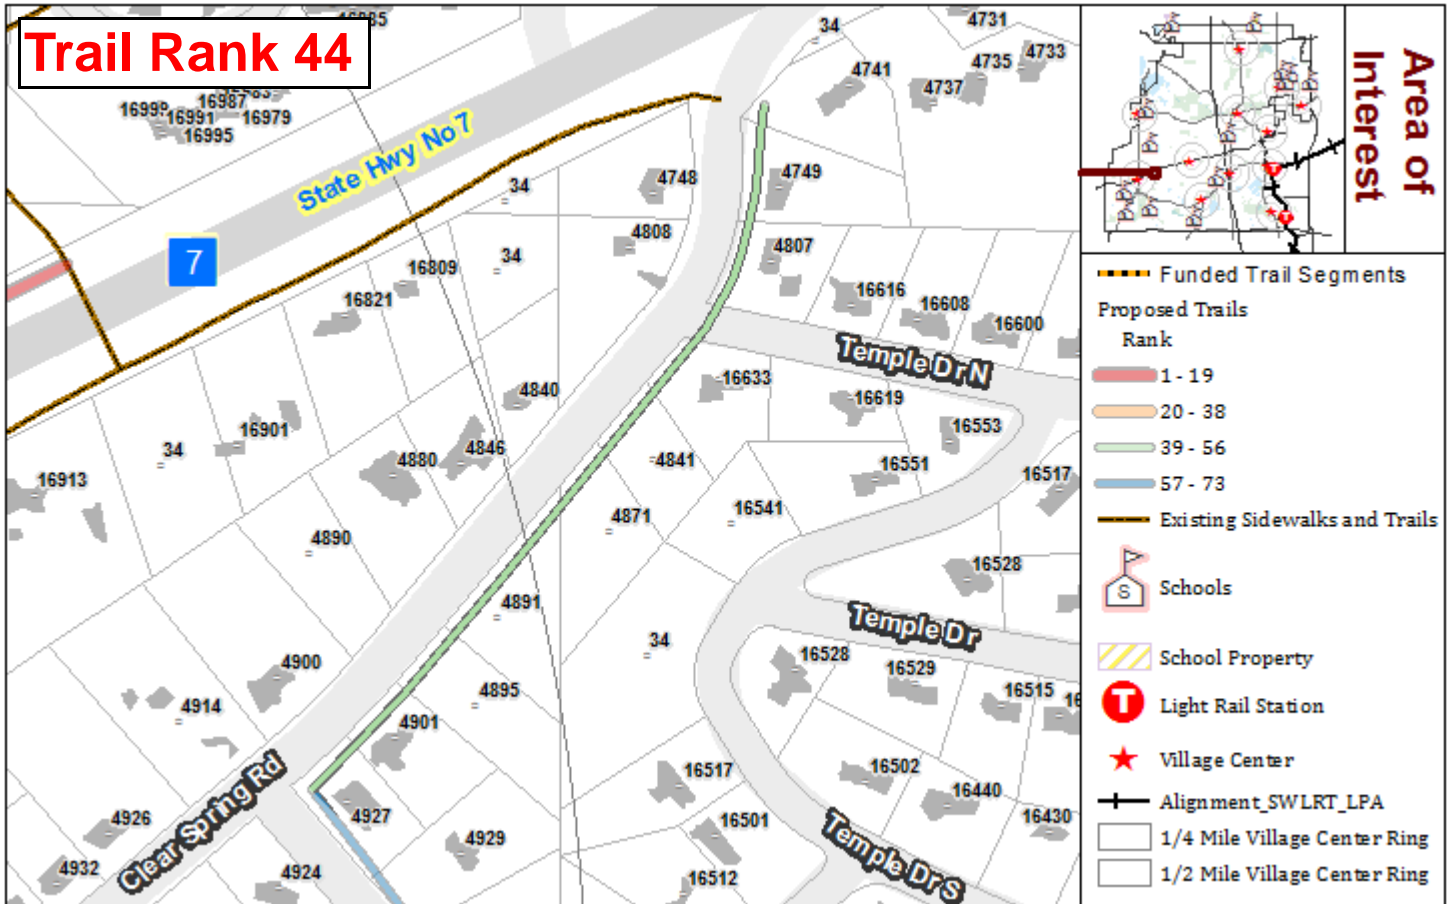 Trail Rank 44
16987
16991
16979
16995
34
4731
4733
4735
4741
4737
State Hwy No 7
7
34
4748
4749
34
4808
4807
16809
16821
16616
16608
16600
Temple Dr N
16633
16619
4840
16553
16901
34
4846
4880
4841
16551
16517
16913
4871
16541
4890
16528
4891
Temple Dr
34
16528
16529
4900
4895
16515
4914
4901
16517
16502
16440
Clear Spring Rd
4926
4927
16501
16430
4929
Temple Dr S
4932
4924
16512
Area of
Interest
T
T
Funded Trail Segments
Proposed Trails
Rank
1 - 19
20 - 38
39 - 56
57 - 73
Existing Sidewalks and Trails
S
Schools
School Property
T
Light Rail Station
Village Center
Alignment_SWLRT_LPA
1/4 Mile Village Center Ring
1/2 Mile Village Center Ring